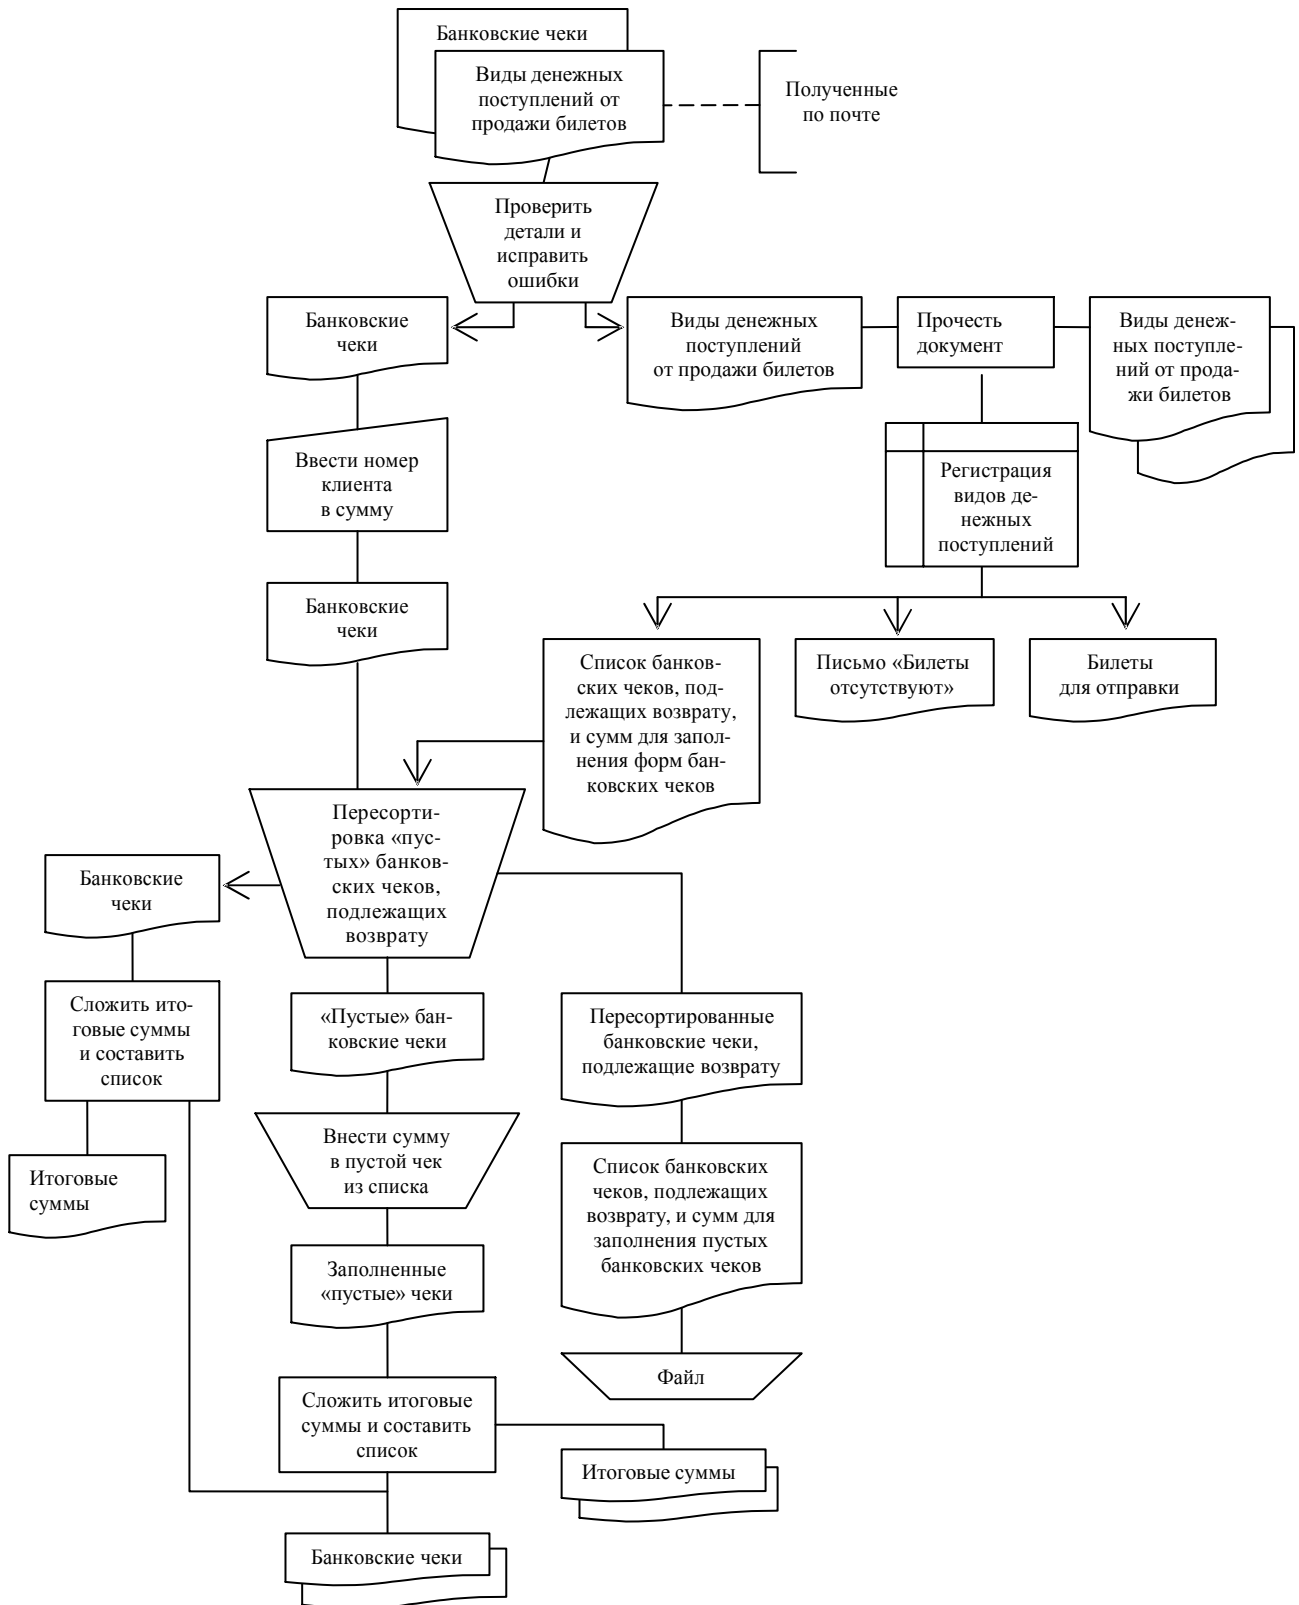 Банковские чеки
Виды денежных
поступлений от
продажи билетов
Полученные
по почте
Проверить
детали и
исправить
ошибки
Банковские
чеки
Виды денежных
поступлений
от продажи билетов
Прочесть
документ
Виды денеж-
ных поступле-
ний от прода-
жи билетов
Ввести номер
клиента
в сумму
Регистрация
видов де-
нежных
поступлений
Банковские
чеки
Список банков-
ских чеков, под-
лежащих возврату,
и сумм для запол-
нения форм бан-
ковских чеков
Письмо «Билеты
отсутствуют»
Билеты
для отправки
Пересорти-
ровка «пус-
тых» банков-
ских чеков,
подлежащих
возврату
Банковские
чеки
Сложить ито-
говые суммы
и составить
список
«Пустые» бан-
ковские чеки
Пересортированные
банковские чеки,
подлежащие возврату
Итоговые
суммы
Внести сумму
в пустой чек
из списка
Список банковских
чеков, подлежащих
возврату, и сумм для
заполнения пустых
банковских чеков
Заполненные
«пустые» чеки
Файл
Сложить итоговые
суммы и составить
список
Итоговые суммы
Банковские чеки